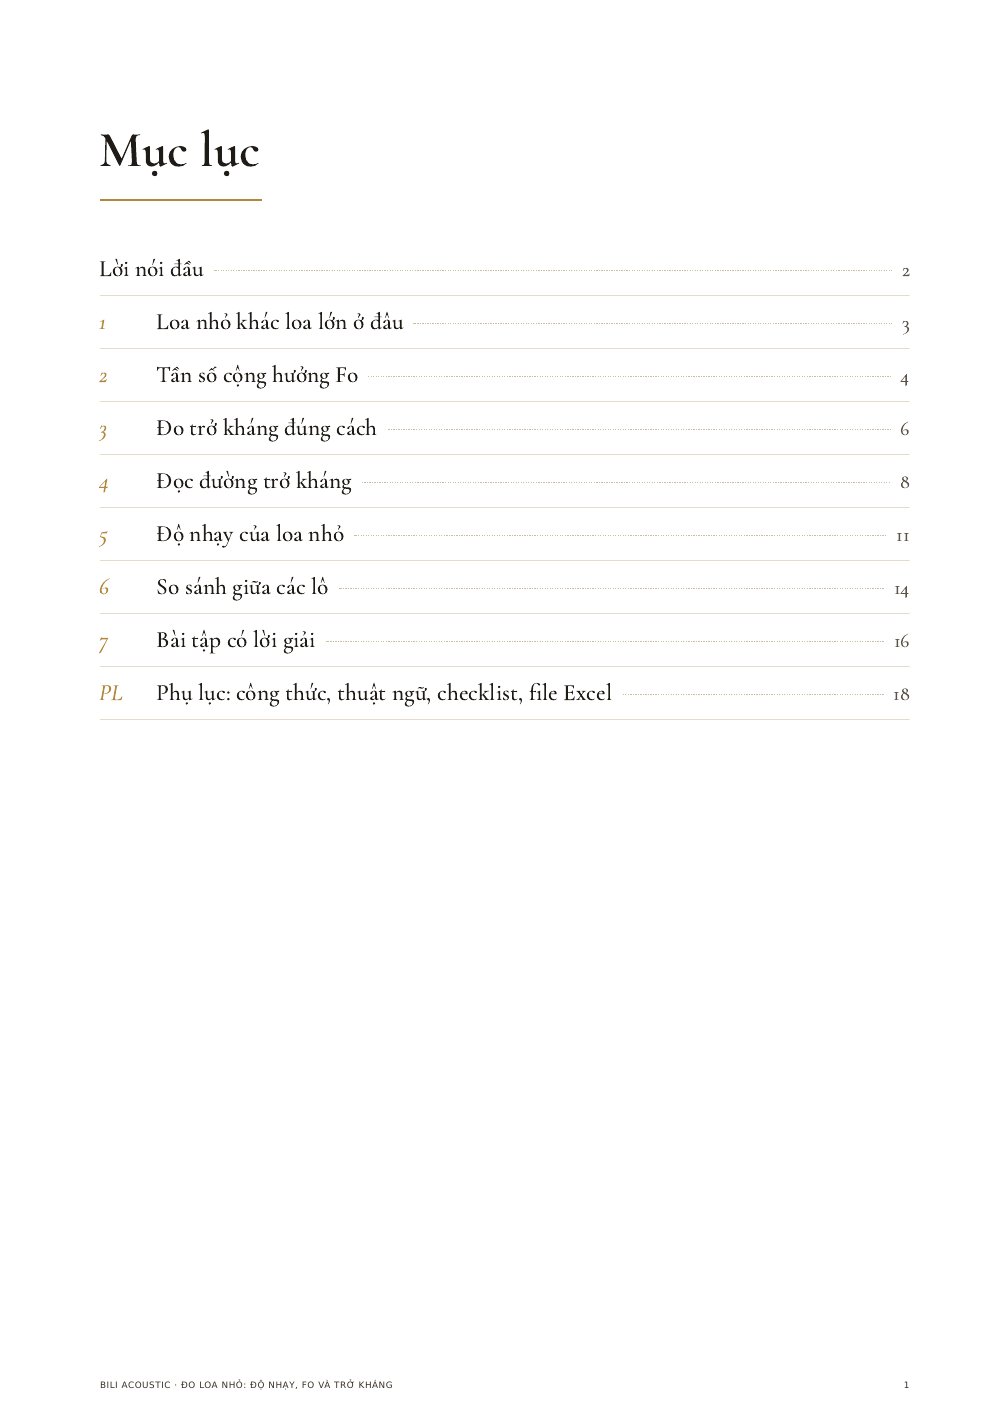 Mục lục
Lời nói đầu 2
1 Loa nhỏ khác loa lớn ở đâu 3
2 Tần số cộng hưởng Fo 4
3 Đo trở kháng đúng cách 6
4 Đọc đường trở kháng 8
5 Độ nhạy của loa nhỏ 11
6 So sánh giữa các lô 14
7 Bài tập có lời giải 16
PL Phụ lục: công thức, thuật ngữ, checklist, file Excel 18
BILI ACOUSTIC · ĐO LOA NHỎ: ĐỘ NHẠY, FO VÀ TRỞ KHÁNG 1